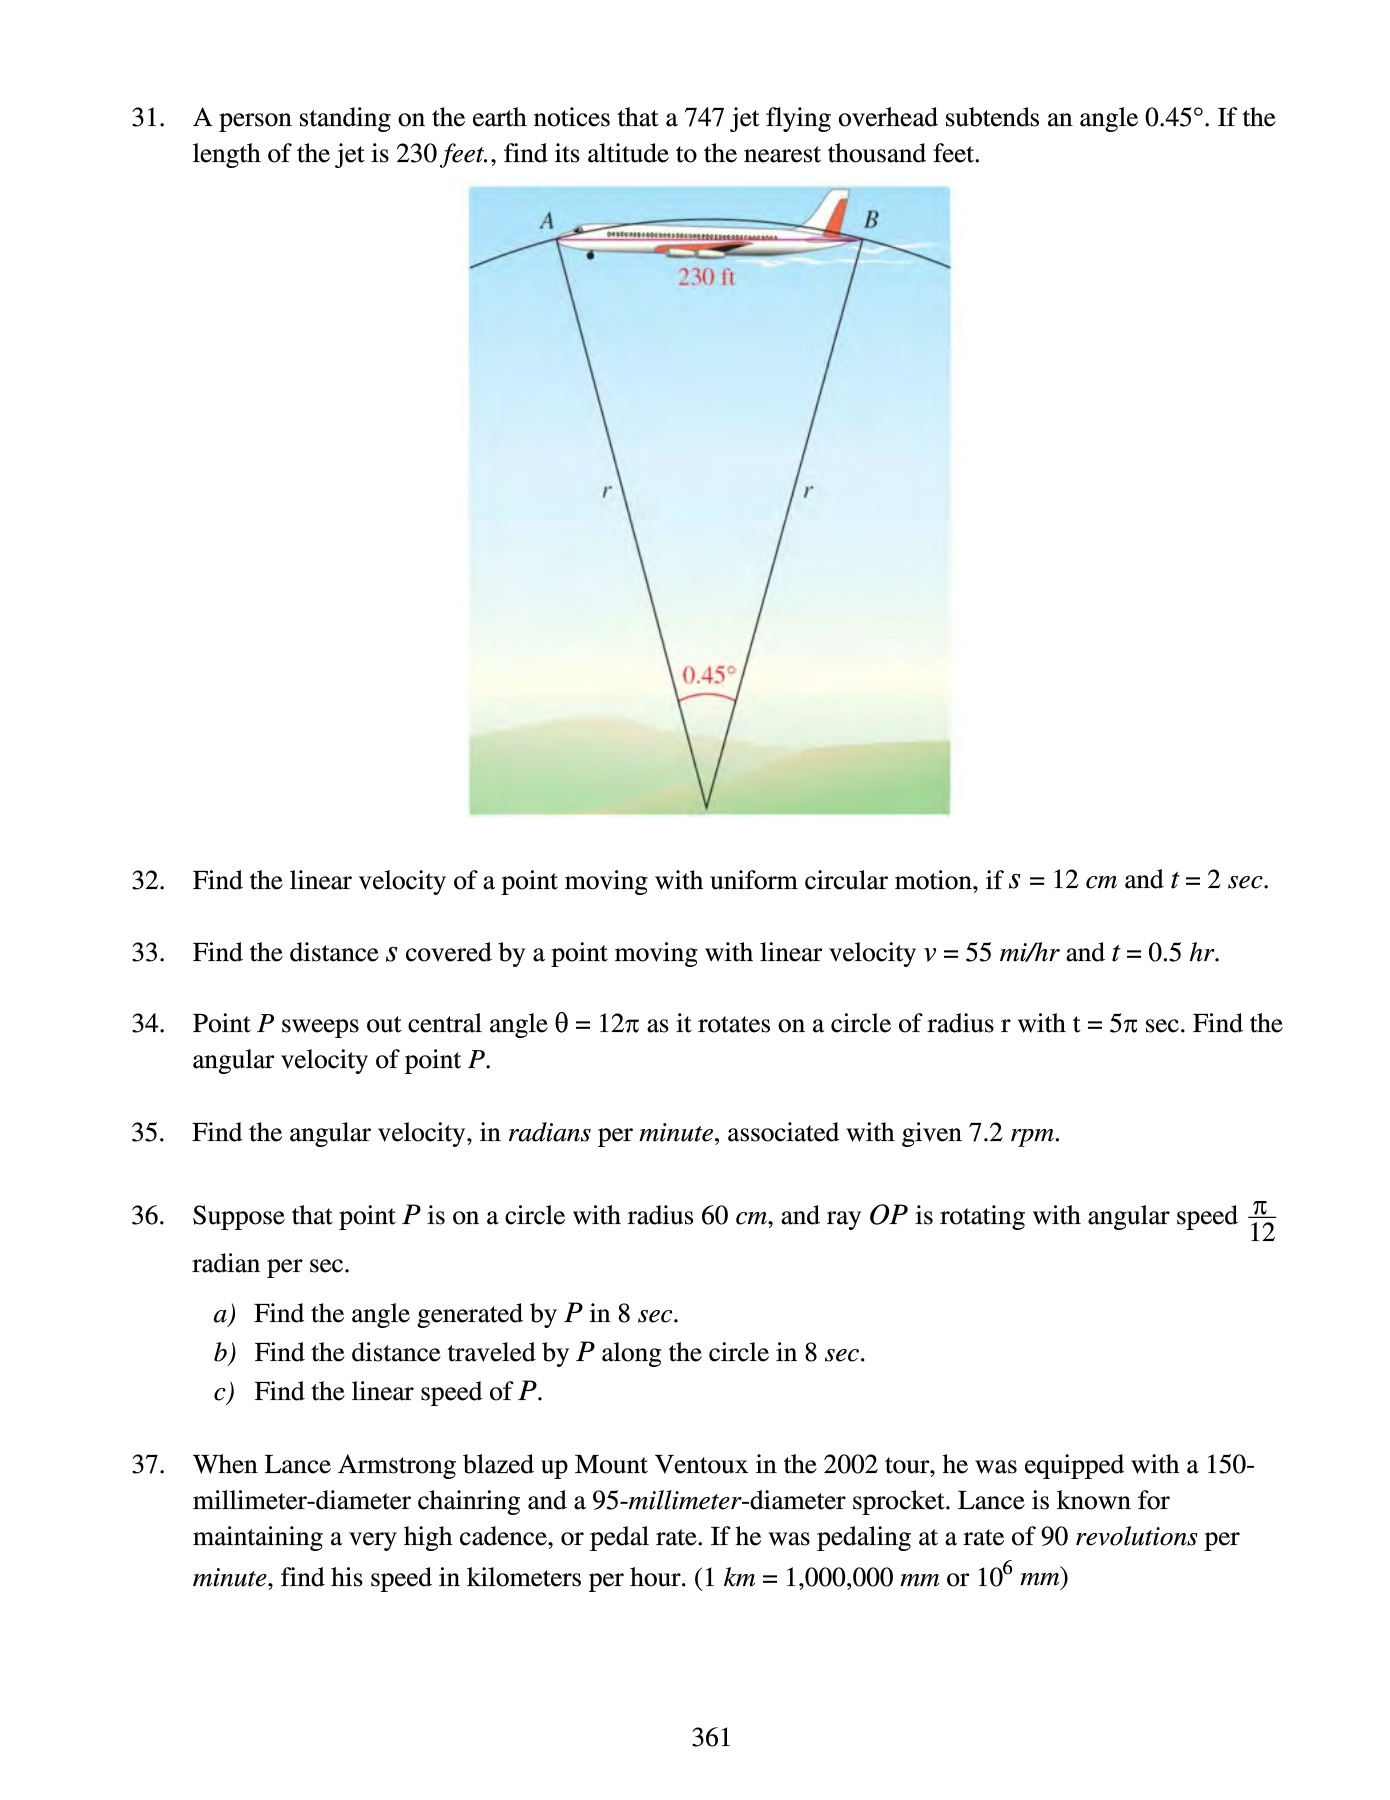 31. A person standing on the earth notices that a 747 jet flying overhead subtends an angle 0.45°. If the
length of the jet is 230 feet., find its altitude to the nearest thousand feet.
A B
230 ft
r r
0.45°
32. Find the linear velocity of a point moving with uniform circular motion, if s = 12 cm and t = 2 sec.
33. Find the distance s covered by a point moving with linear velocity v = 55 mi/hr and t = 0.5 hr.
34. Point P sweeps out central angle θ = 12π as it rotates on a circle of radius r with t = 5π sec. Find the
angular velocity of point P.
35. Find the angular velocity, in radians per minute, associated with given 7.2 rpm.
36. Suppose that point P is on a circle with radius 60 cm, and ray OP is rotating with angular speed π/12
radian per sec.
a) Find the angle generated by P in 8 sec.
b) Find the distance traveled by P along the circle in 8 sec.
c) Find the linear speed of P.
37. When Lance Armstrong blazed up Mount Ventoux in the 2002 tour, he was equipped with a 150-
millimeter-diameter chainring and a 95-millimeter-diameter sprocket. Lance is known for
maintaining a very high cadence, or pedal rate. If he was pedaling at a rate of 90 revolutions per
minute, find his speed in kilometers per hour. (1 km = 1,000,000 mm or 10⁶ mm)
361